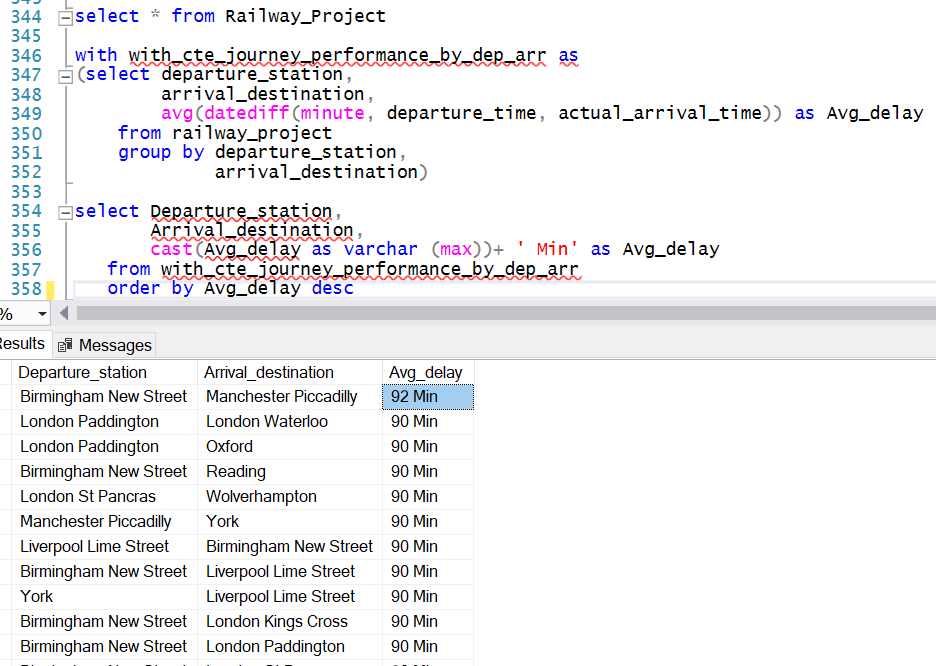 344 select * from Railway_Project
345
346 with with_cte_journey_performance_by_dep_arr as
347 (select departure_station,
348 arrival_destination,
349 avg(datediff(minute, departure_time, actual_arrival_time)) as Avg_delay
350 from railway_project
351 group by departure_station,
352 arrival_destination)
353
354 select Departure_station,
355 Arrival_destination,
356 cast(Avg_delay as varchar (max))+ ' Min' as Avg_delay
357 from with_cte_journey_performance_by_dep_arr
358 order by Avg_delay desc
%
Results Messages
Departure_station Arrival_destination Avg_delay
Birmingham New Street Manchester Piccadilly 92 Min
London Paddington London Waterloo 90 Min
London Paddington Oxford 90 Min
Birmingham New Street Reading 90 Min
London St Pancras Wolverhampton 90 Min
Manchester Piccadilly York 90 Min
Liverpool Lime Street Birmingham New Street 90 Min
Birmingham New Street Liverpool Lime Street 90 Min
York Liverpool Lime Street 90 Min
Birmingham New Street London Kings Cross 90 Min
Birmingham New Street London Paddington 90 Min